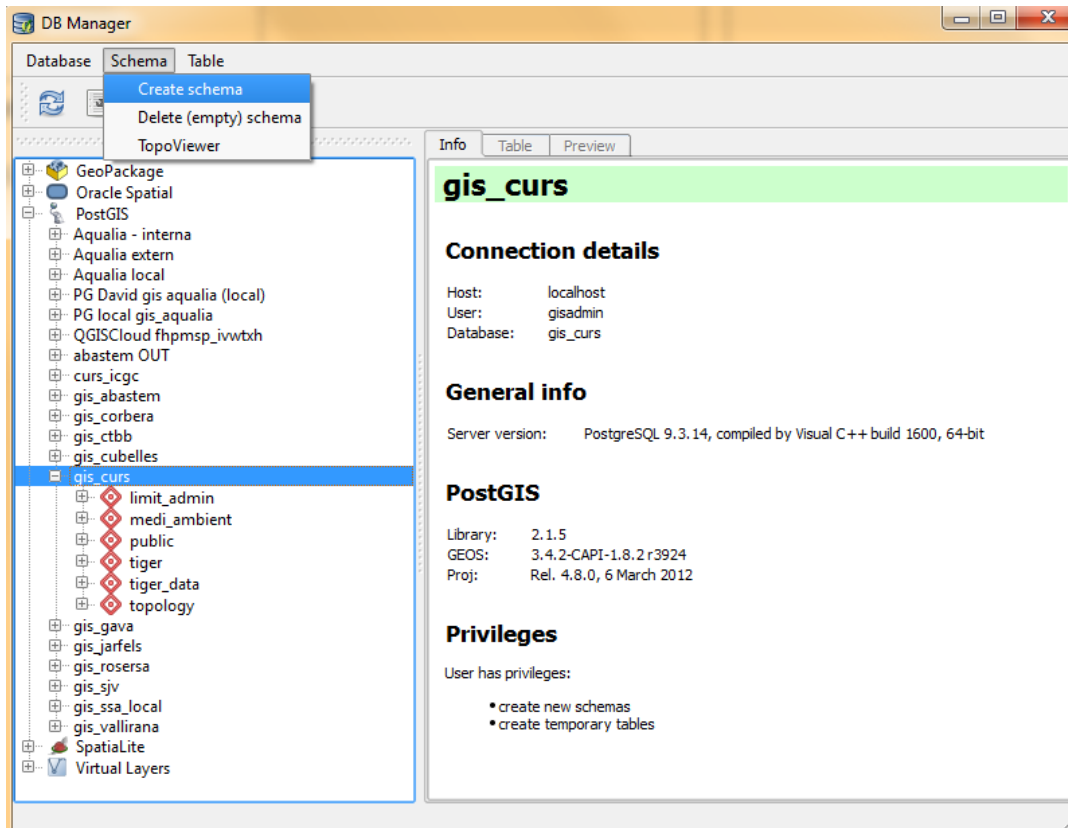 DB Manager
Database Schema Table
Create schema
Delete (empty) schema
TopoViewer
GeoPackage
Oracle Spatial
PostGIS
Aqualia - interna
Aqualia extern
Aqualia local
PG David gis aqualia (local)
PG local gis_aqualia
QGISCloud fhpmsp_ivwtxh
abastem OUT
curs_icgc
gis_abastem
gis_corbera
gis_ctbb
gis_cubelles
gis_curs
limit_admin
medi_ambient
public
tiger
tiger_data
topology
gis_gava
gis_jarfels
gis_rosersa
gis_sjv
gis_ssa_local
gis_vallirana
SpatiaLite
Virtual Layers
Info Table Preview
gis_curs
Connection details
Host: localhost
User: gisadmin
Database: gis_curs
General info
Server version: PostgreSQL 9.3.14, compiled by Visual C++ build 1600, 64-bit
PostGIS
Library: 2.1.5
GEOS: 3.4.2-CAPI-1.8.2 r3924
Proj: Rel. 4.8.0, 6 March 2012
Privileges
User has privileges:
• create new schemas
• create temporary tables